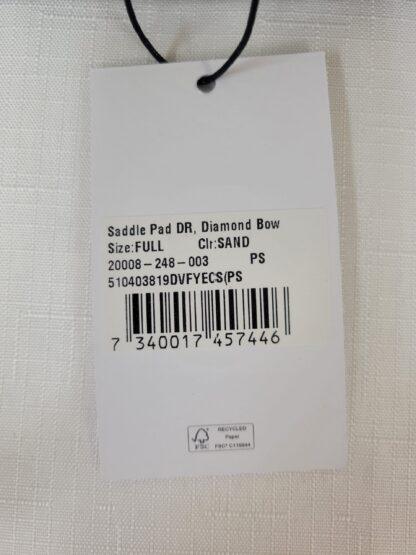 Saddle Pad DR, Diamond Bow
Size:FULL Clr:SAND
20008-248-003 PS
510403819DVFYECS(PS
7 340017 457446
FSC
RECYCLED
Paper